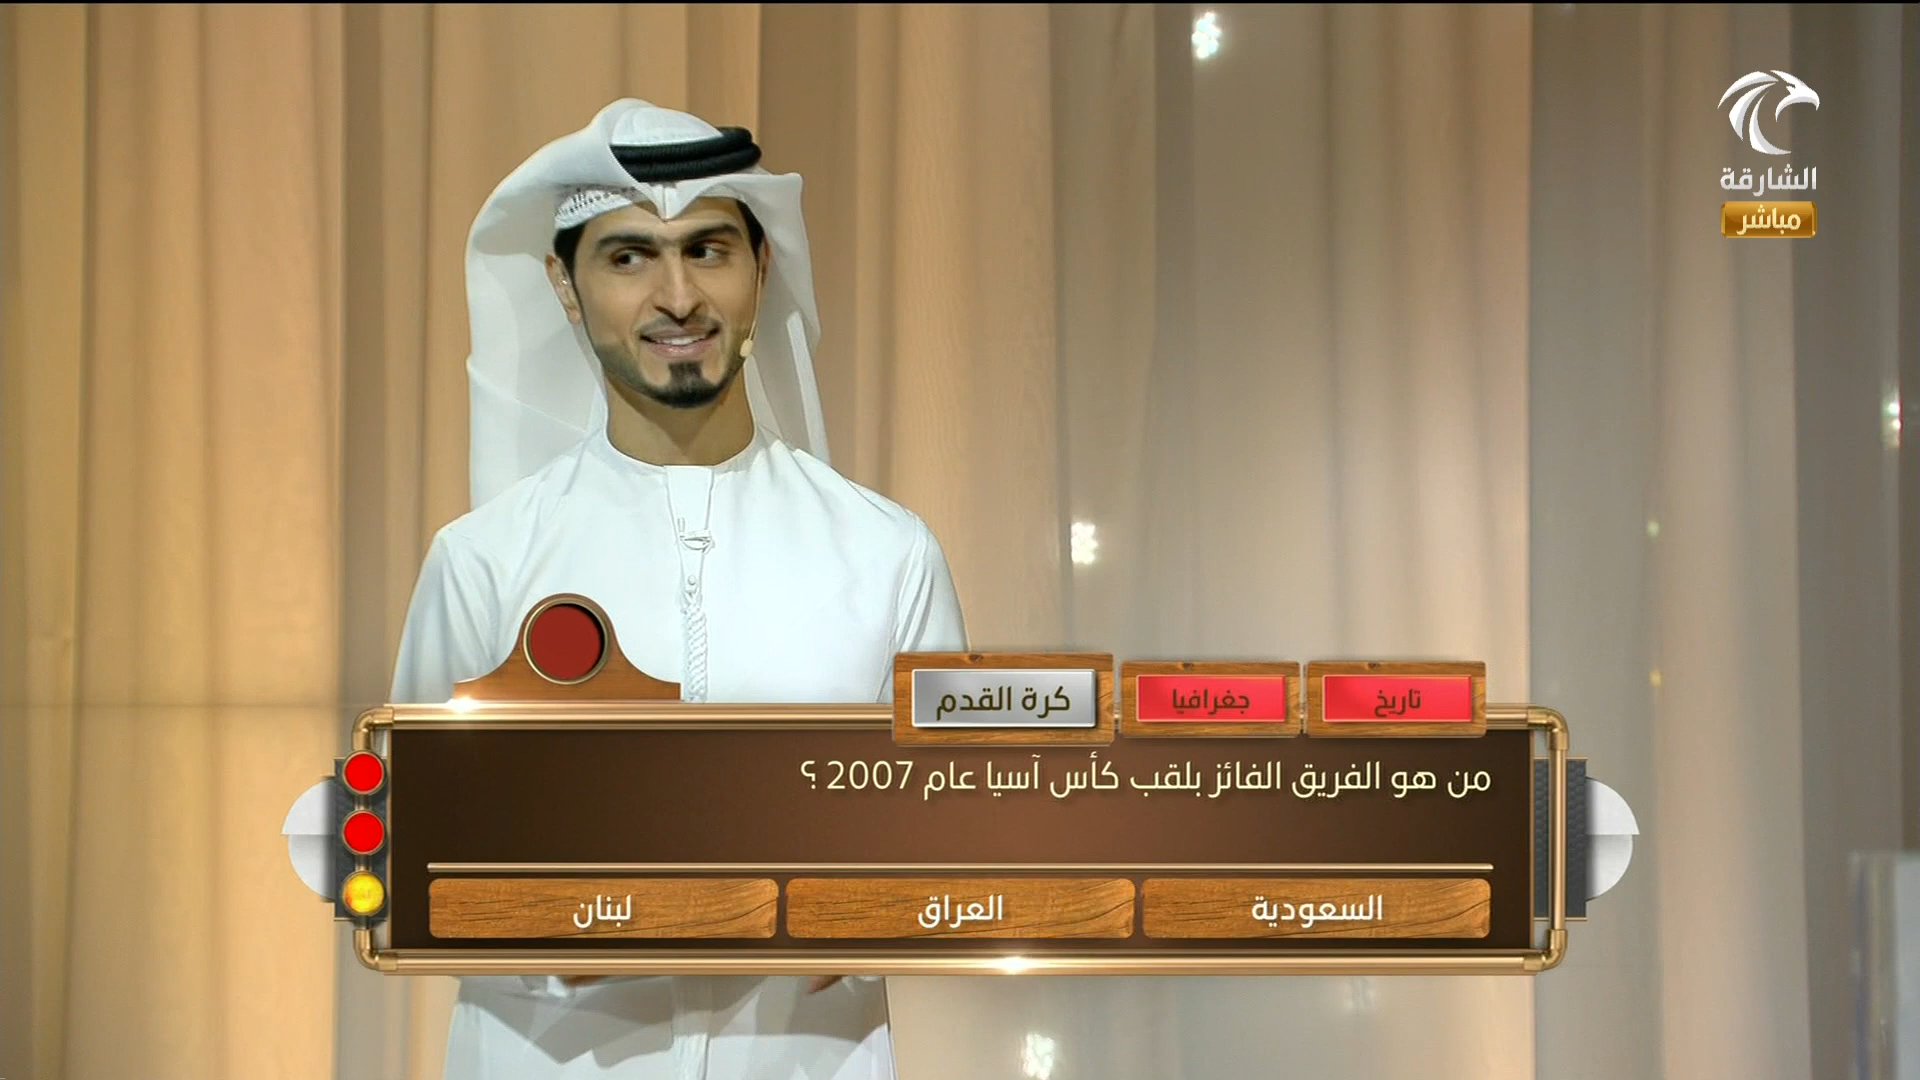 الشارقة
مباشر
تاريخ
جغرافيا
كرة القدم
من هو الفريق الفائز بلقب كأس آسيا عام 2007 ؟
السعودية
العراق
لبنان